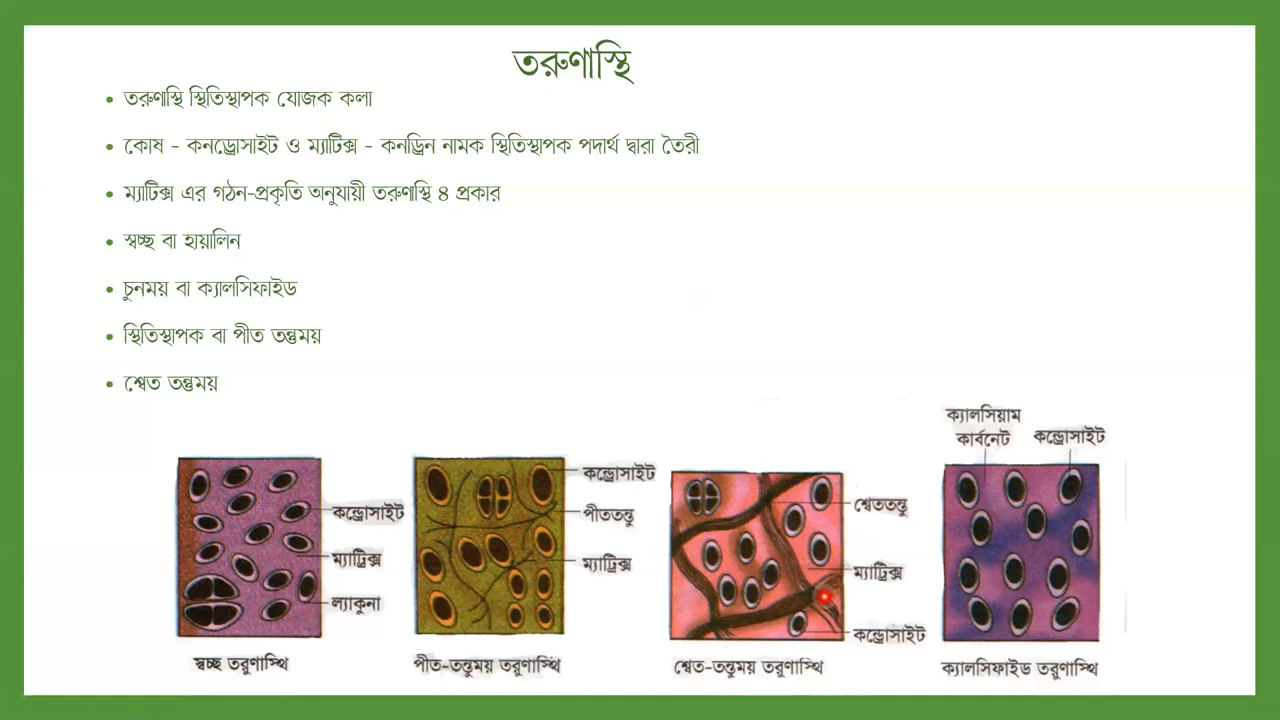 তরুণাস্থি
• তরুণাস্থি স্থিতিস্থাপক যোজক কলা
• কোষ - কনড্রোসাইট ও ম্যাটিক্স - কনড্রিন নামক স্থিতিস্থাপক পদার্থ দ্বারা তৈরী
• ম্যাটিক্স এর গঠন-প্রকৃতি অনুযায়ী তরুণাস্থি ৪ প্রকার
• স্বচ্ছ বা হায়ালিন
• চুনময় বা ক্যালসিফাইড
• স্থিতিস্থাপক বা পীত তন্তুময়
• শ্বেত তন্তুময়
কন্ড্রোসাইট
ম্যাট্রিক্স
ল্যাকুনা
স্বচ্ছ তরুণাস্থি
কন্ড্রোসাইট
পীততন্তু
ম্যাট্রিক্স
পীত-তন্তুময় তরুণাস্থি
শ্বেততন্তু
ম্যাট্রিক্স
কন্ড্রোসাইট
শ্বেত-তন্তুময় তরুণাস্থি
ক্যালসিয়াম
কার্বনেট
কন্ড্রোসাইট
ক্যালসিফাইড তরুণাস্থি